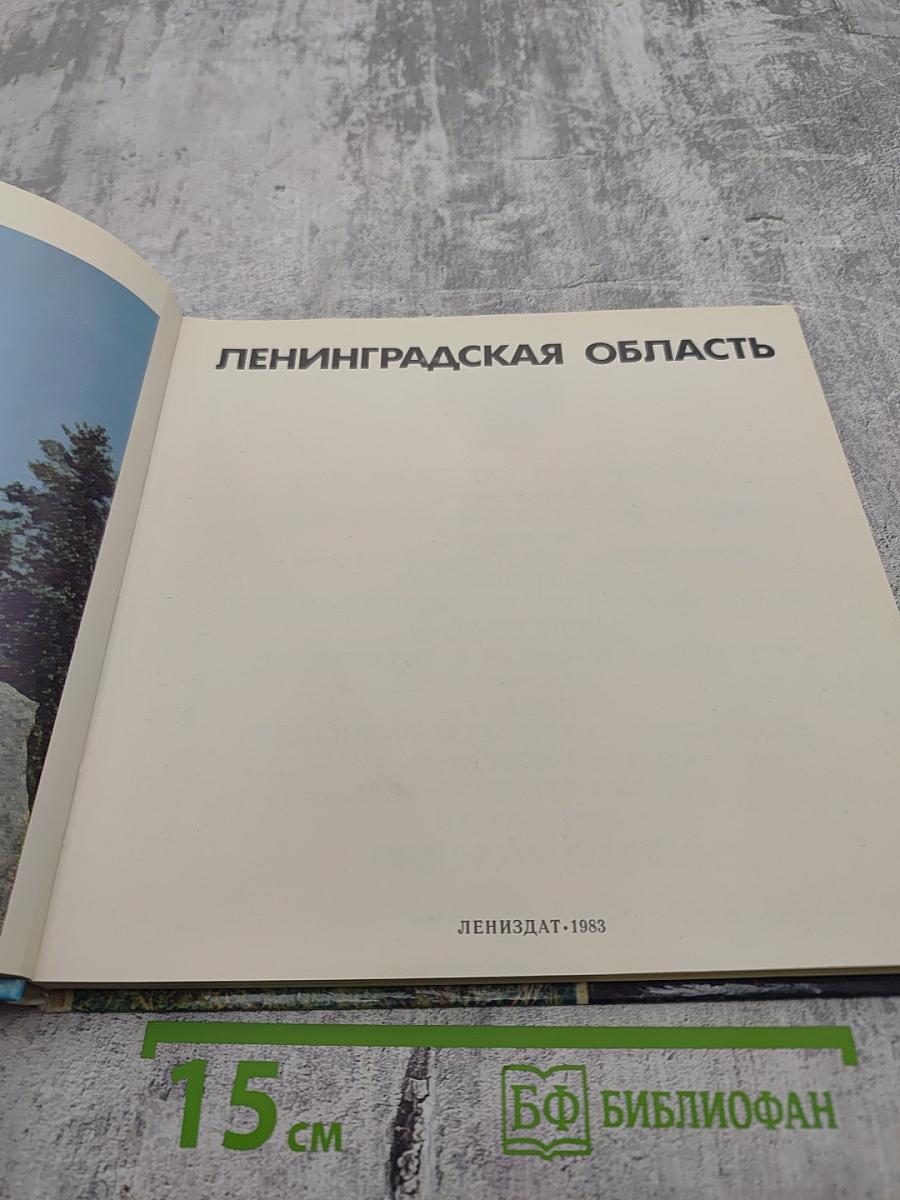 ЛЕНИНГРАДСКАЯ ОБЛАСТЬ
ЛЕНИЗДАТ•1983
15 см
БФ БИБЛИОФАН